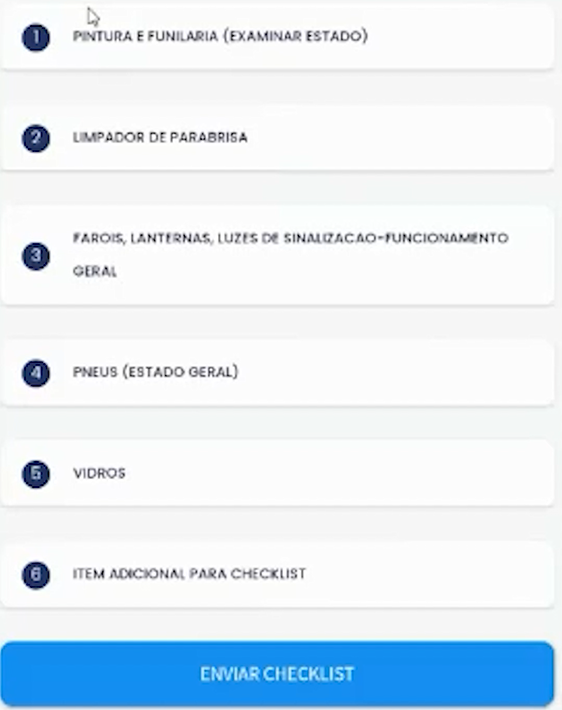 1 PINTURA E FUNILARIA (EXAMINAR ESTADO)
2 LIMPADOR DE PARABRISA
3 FAROIS, LANTERNAS, LUZES DE SINALIZACAO-FUNCIONAMENTO
GERAL
4 PNEUS (ESTADO GERAL)
5 VIDROS
6 ITEM ADICIONAL PARA CHECKLIST
ENVIAR CHECKLIST